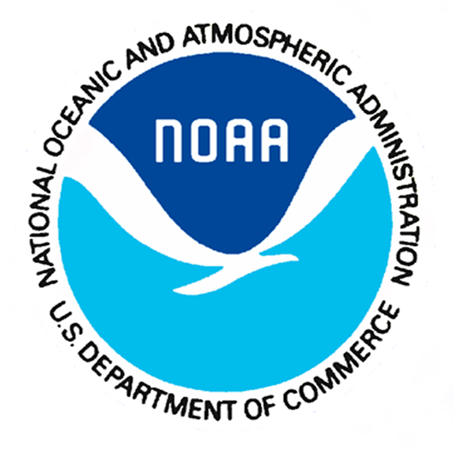 NATIONAL OCEANIC AND ATMOSPHERIC ADMINISTRATION
NOAA
U.S. DEPARTMENT OF COMMERCE